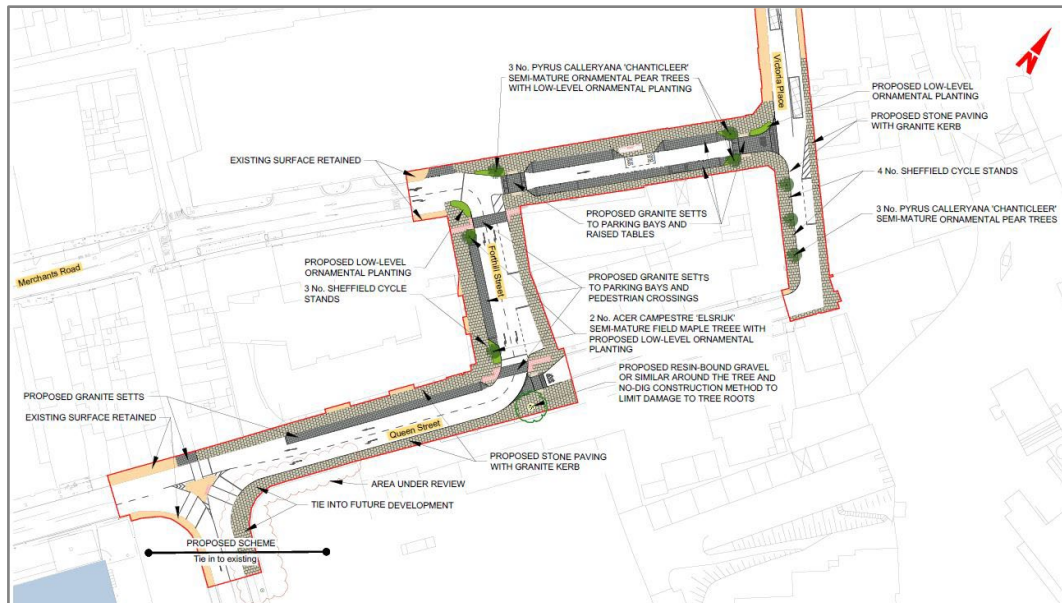 3 No. PYRUS CALLERYANA 'CHANTICLEER'
SEMI-MATURE ORNAMENTAL PEAR TREES
WITH LOW-LEVEL ORNAMENTAL PLANTING
Victoria Place
N
PROPOSED LOW-LEVEL
ORNAMENTAL PLANTING
PROPOSED STONE PAVING
WITH GRANITE KERB
EXISTING SURFACE RETAINED
4 No. SHEFFIELD CYCLE STANDS
3 No. PYRUS CALLERYANA 'CHANTICLEER'
SEMI-MATURE ORNAMENTAL PEAR TREES
PROPOSED GRANITE SETTS
TO PARKING BAYS AND
RAISED TABLES
Merchants Road
PROPOSED LOW-LEVEL
ORNAMENTAL PLANTING
3 No. SHEFFIELD CYCLE
STANDS
Forthill Street
PROPOSED GRANITE SETTS
TO PARKING BAYS AND
PEDESTRIAN CROSSINGS
2 No. ACER CAMPESTRE 'ELSRIJK'
SEMI-MATURE FIELD MAPLE TREEE WITH
PROPOSED LOW-LEVEL ORNAMENTAL
PLANTING
PROPOSED RESIN-BOUND GRAVEL
OR SIMILAR AROUND THE TREE AND
NO-DIG CONSTRUCTION METHOD TO
LIMIT DAMAGE TO TREE ROOTS
PROPOSED GRANITE SETTS
EXISTING SURFACE RETAINED
Queen Street
PROPOSED STONE PAVING
WITH GRANITE KERB
AREA UNDER REVIEW
TIE INTO FUTURE DEVELOPMENT
PROPOSED SCHEME
Tie in to existing